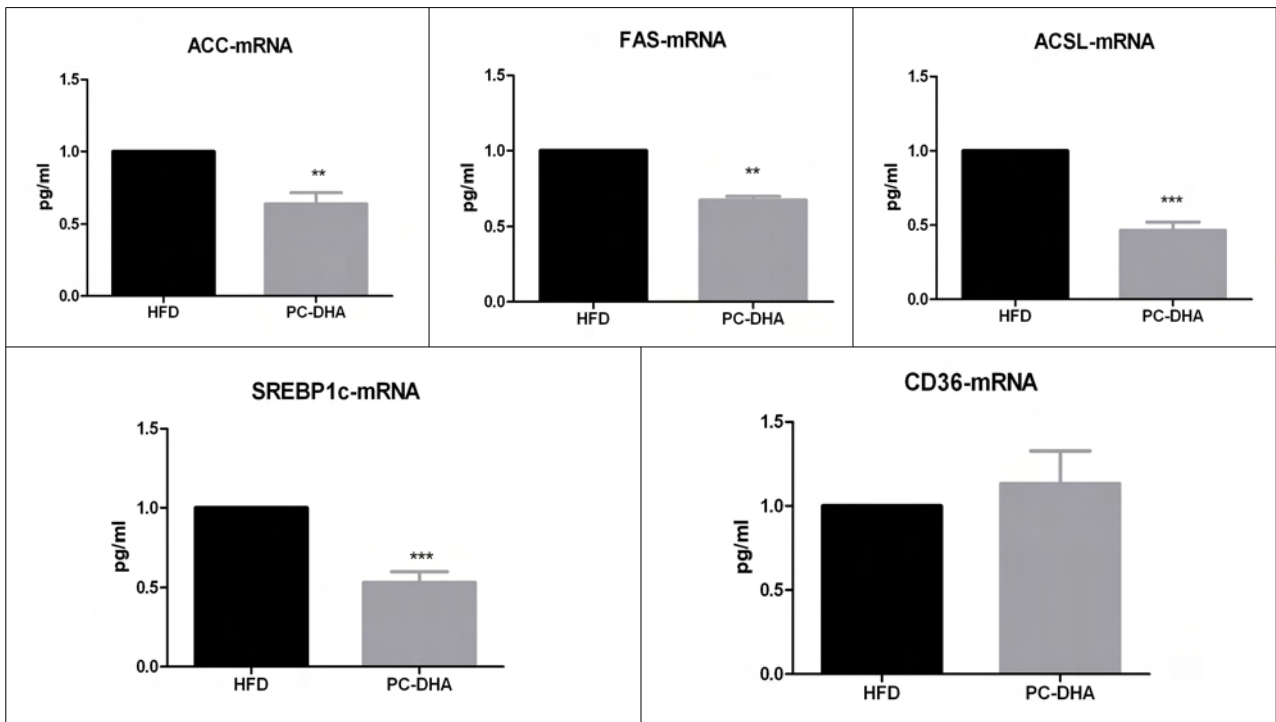 ACC-mRNA
1.5
1.0
0.5
0.0
pg/ml
**
HFD
PC-DHA
FAS-mRNA
1.5
1.0
0.5
0.0
pg/ml
**
HFD
PC-DHA
ACSL-mRNA
1.5
1.0
0.5
0.0
pg/ml
***
HFD
PC-DHA
SREBP1c-mRNA
1.5
1.0
0.5
0.0
pg/ml
***
HFD
PC-DHA
CD36-mRNA
1.5
1.0
0.5
0.0
pg/ml
HFD
PC-DHA